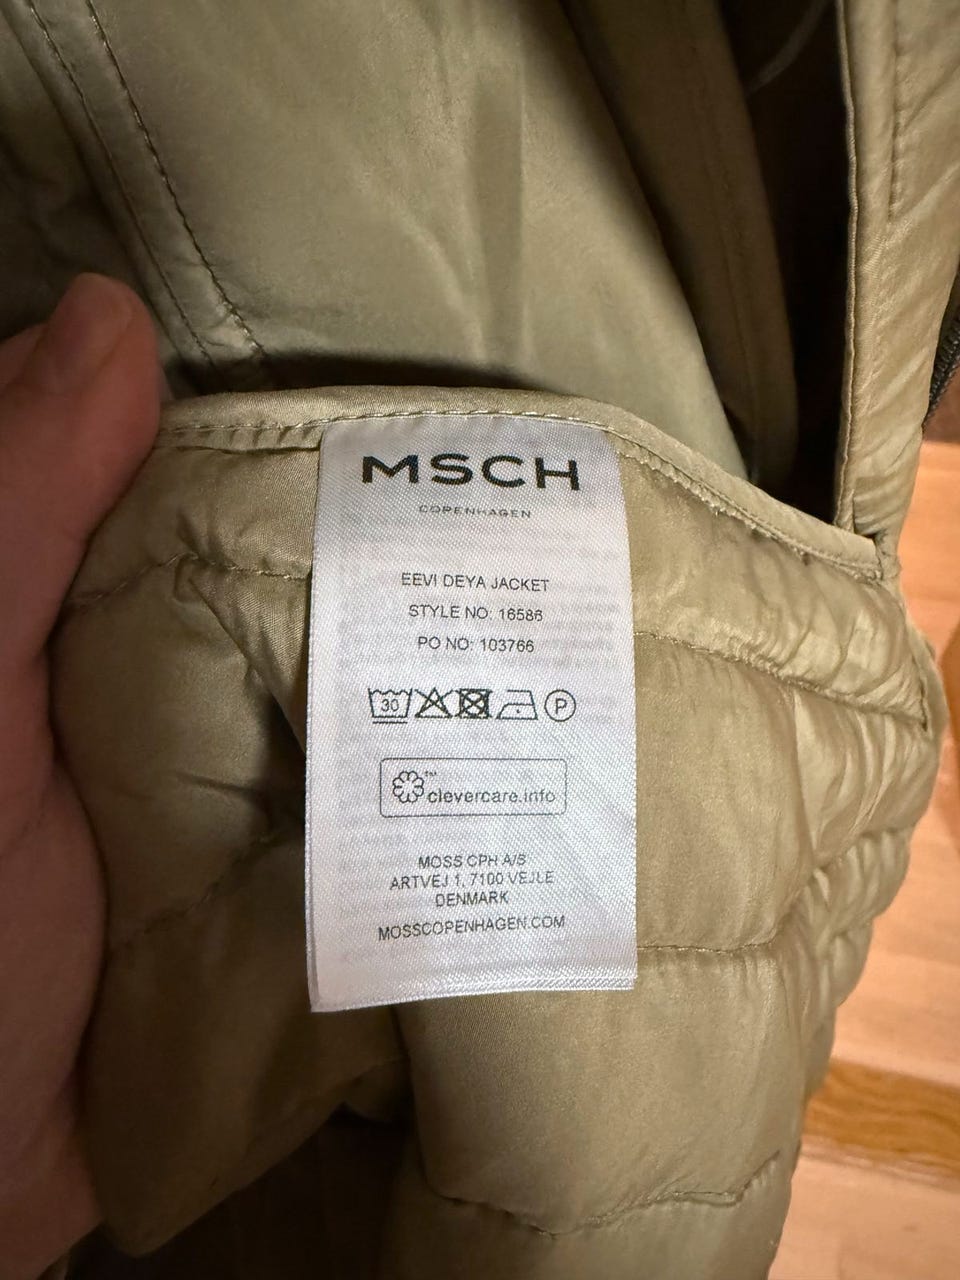 MSCH
COPENHAGEN
EEVI DEYA JACKET
STYLE NO: 16586
PO NO: 103766
30 P
™
clevercare.info
MOSS CPH A/S
ARTVEJ 1, 7100 VEJLE
DENMARK
MOSSCOPENHAGEN.COM